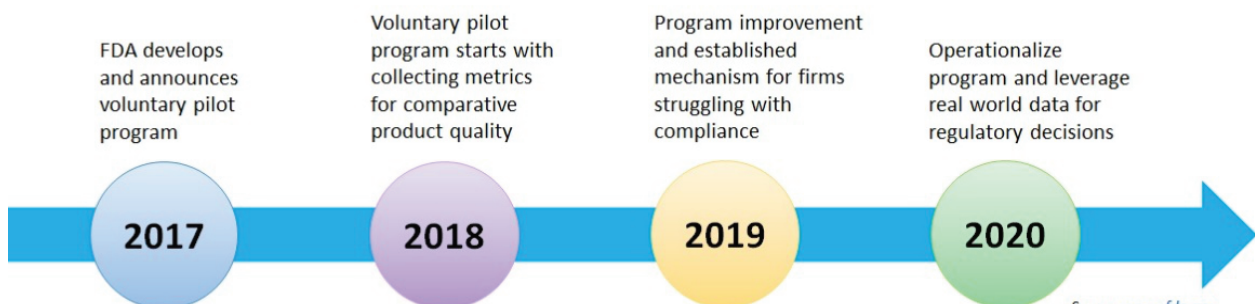 FDA develops
and announces
voluntary pilot
program
Voluntary pilot
program starts with
collecting metrics
for comparative
product quality
Program improvement
and established
mechanism for firms
struggling with
compliance
Operationalize
program and leverage
real world data for
regulatory decisions
2017
2018
2019
2020